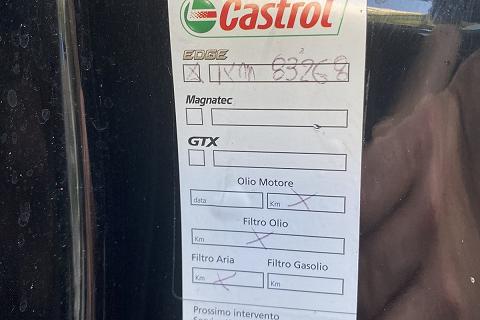 Castrol
EDGE
X Km 83268
Magnatec
GTX
Olio Motore
data Km X
Filtro Olio
Km X
Filtro Aria Filtro Gasolio
Km X Km
Prossimo intervento